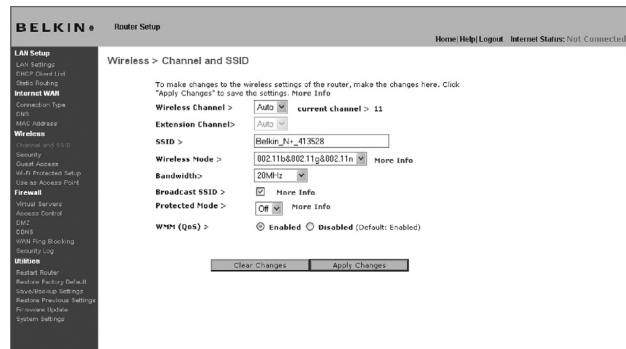 BELKIN
Router Setup
Home|Help|Logout Internet Status: Not Connected
LAN Setup
LAN Settings
DHCP Client List
Static Routing
Internet WAN
Connection Type
DNS
MAC Address
Wireless
Channel and SSID
Security
Guest Access
Wi-Fi Protected Setup
Use as Access Point
Firewall
Virtual Servers
Access Control
DMZ
DDNS
WAN Ping Blocking
Security Log
Utilities
Restart Router
Restore Factory Default
Save/Backup Settings
Restore Previous Settings
Firmware Update
System Settings
Wireless > Channel and SSID
To make changes to the wireless settings of the router, make the changes here. Click
"Apply Changes" to save the settings. More Info
Wireless Channel > Auto current channel > 11
Extension Channel> Auto
SSID > Belkin_N+_413528
Wireless Mode > 802.11b&802.11g&802.11n More Info
Bandwidth> 20MHz
Broadcast SSID > More Info
Protected Mode > Off More Info
WMM (QoS) > Enabled Disabled (Default: Enabled)
Clear Changes Apply Changes